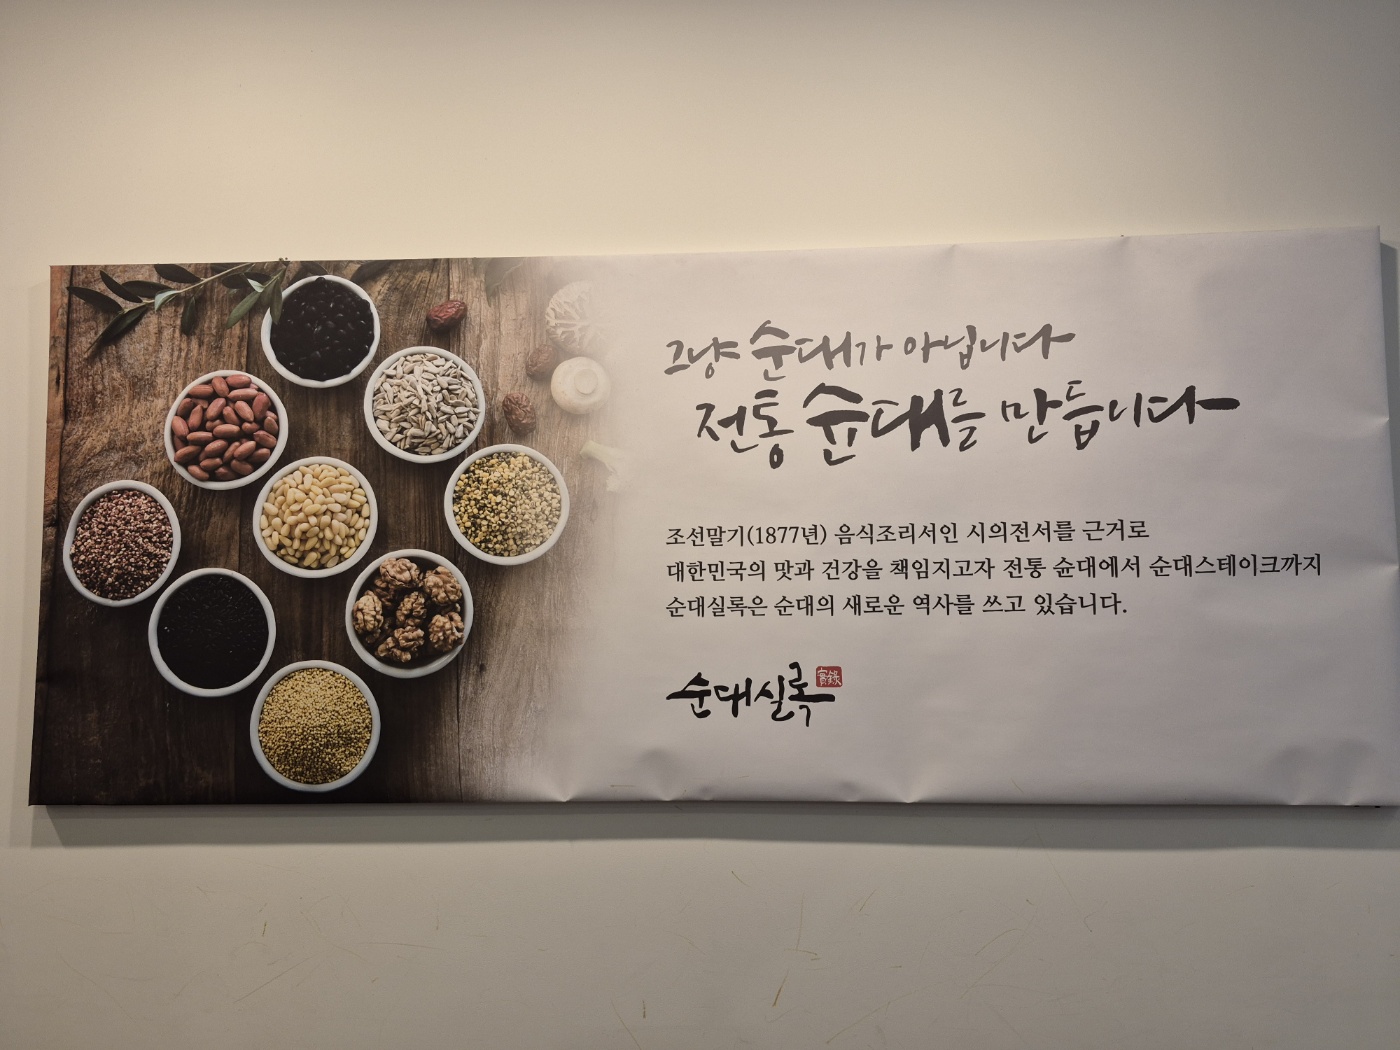 그냥 순대가 아닙니다
전통 슌대를 만듭니다
조선말기(1877년) 음식조리서인 시의전서를 근거로
대한민국의 맛과 건강을 책임지고자 전통 슌대에서 순대스테이크까지
순대실록은 순대의 새로운 역사를 쓰고 있습니다.
순대실록 實錄